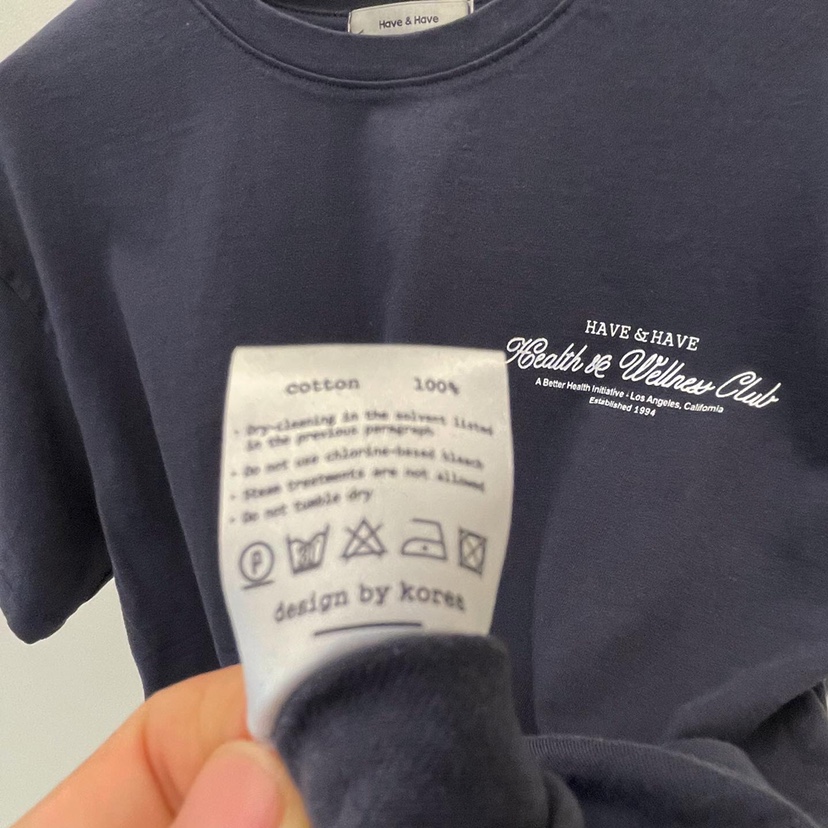 Have & Have
HAVE & HAVE
Health & Wellness Club
A Better Health Initiative - Los Angeles, California
Established 1994
cotton 100%
- Dry-cleaning in the solvent listed
in the previous paragraph
- Do not use chlorine-based bleach
- Steam treatments are not allowed
- Do not tumble dry
P 30
design by korea